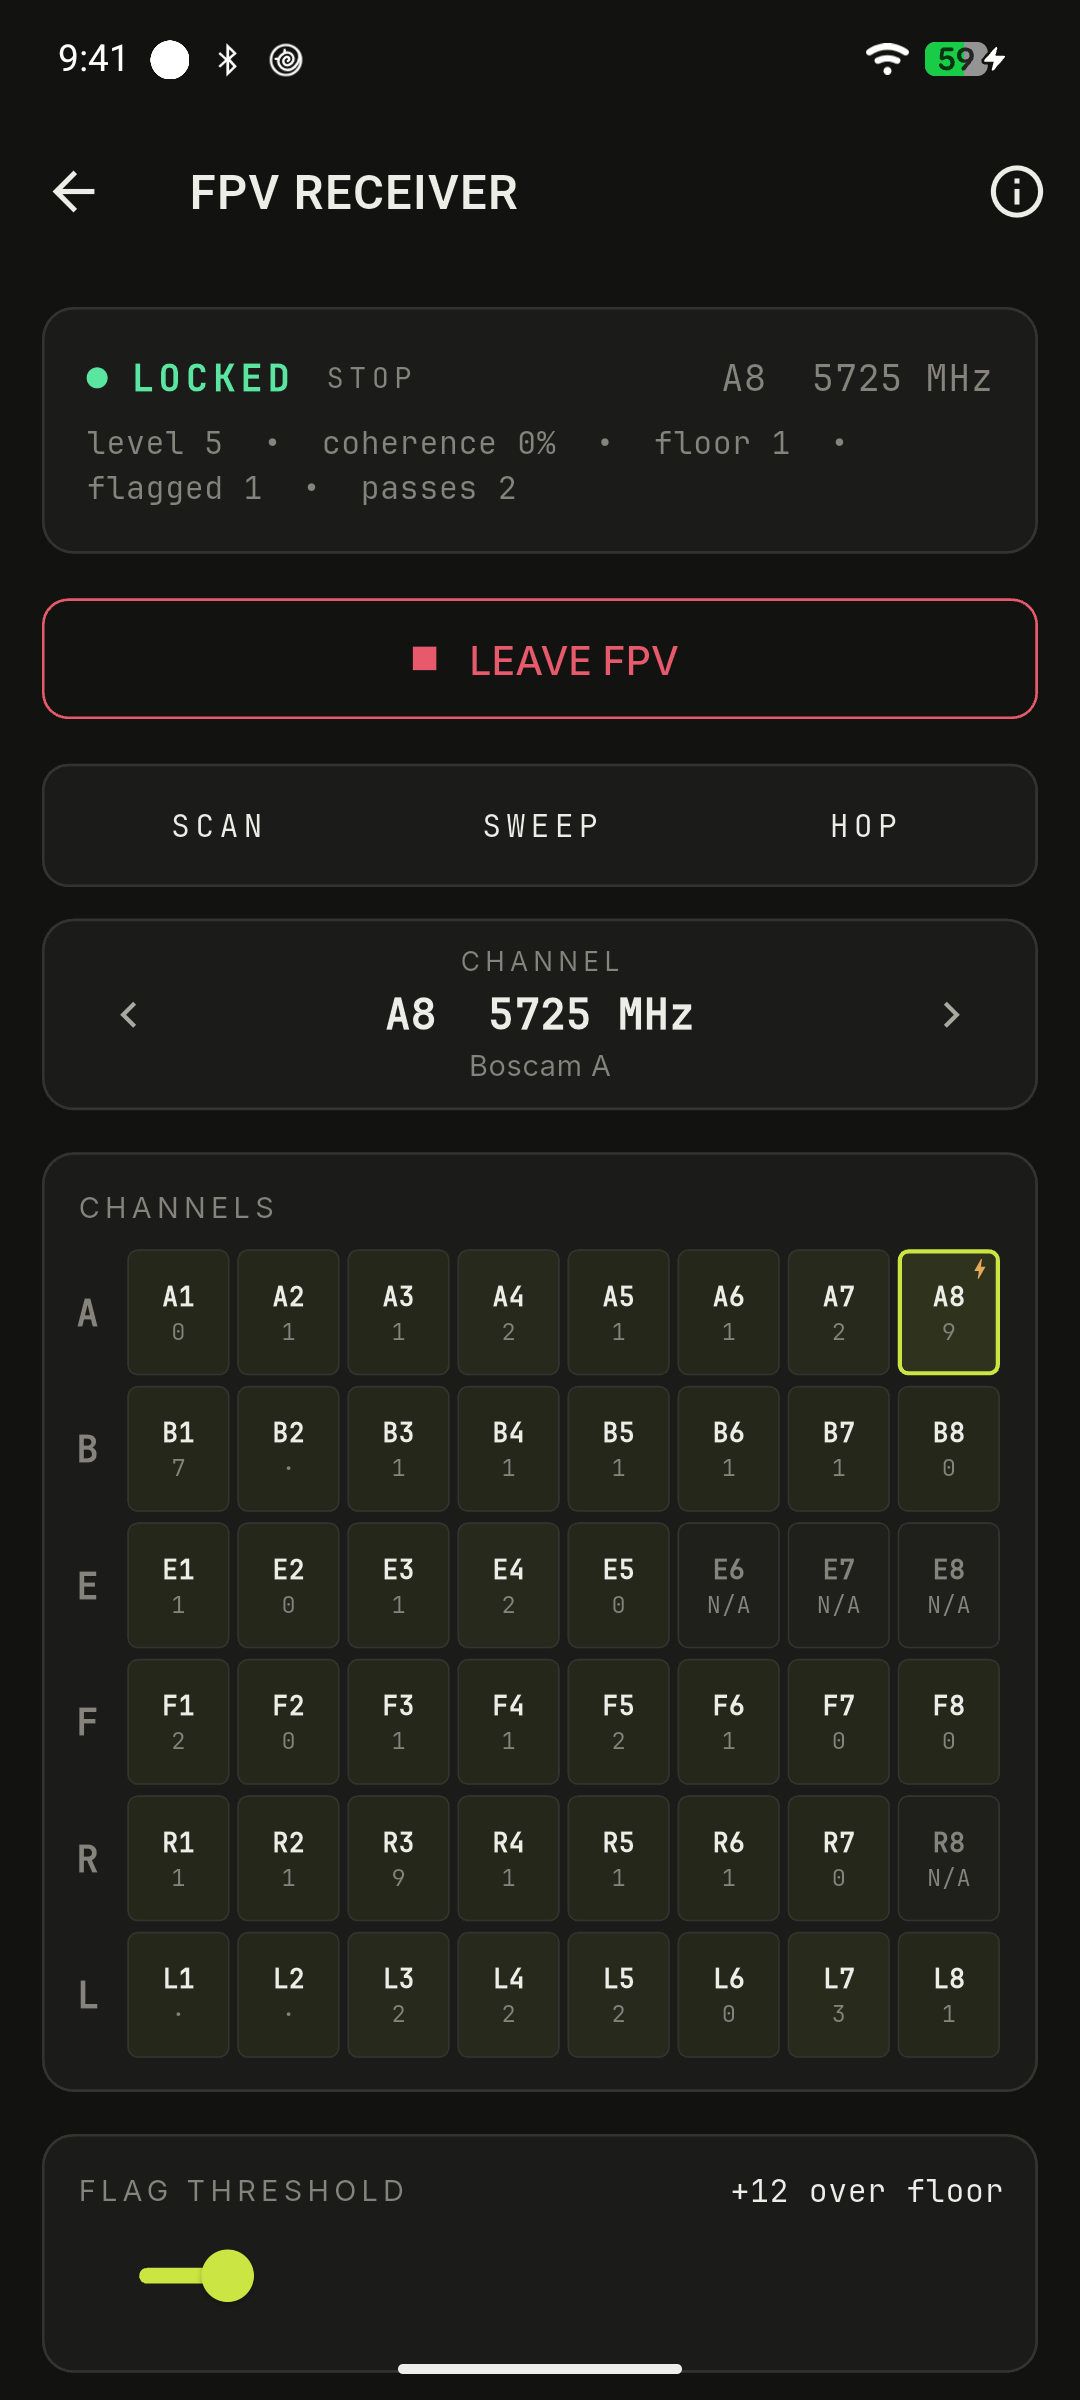 9:41
59
FPV RECEIVER
LOCKED STOP A8 5725 MHz
level 5 • coherence 0% • floor 1 •
flagged 1 • passes 2
LEAVE FPV
SCAN SWEEP HOP
CHANNEL
A8 5725 MHz
Boscam A
CHANNELS
A A1 A2 A3 A4 A5 A6 A7 A8
0 1 1 2 1 1 2 9
B B1 B2 B3 B4 B5 B6 B7 B8
7 · 1 1 1 1 1 0
E E1 E2 E3 E4 E5 E6 E7 E8
1 0 1 2 0 N/A N/A N/A
F F1 F2 F3 F4 F5 F6 F7 F8
2 0 1 1 2 1 0 0
R R1 R2 R3 R4 R5 R6 R7 R8
1 1 9 1 1 1 0 N/A
L L1 L2 L3 L4 L5 L6 L7 L8
· · 2 2 2 0 3 1
FLAG THRESHOLD +12 over floor